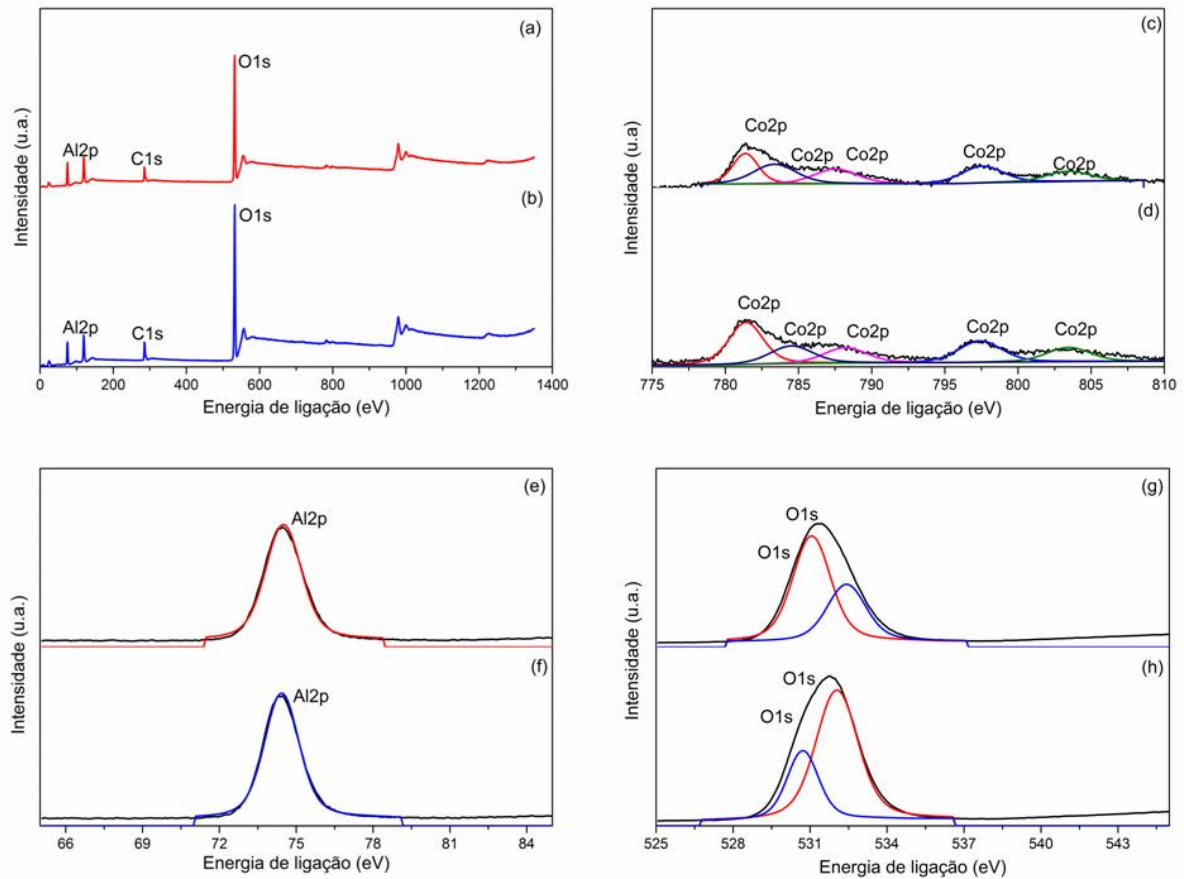 (a)
O1s
Al2p
C1s
(b)
O1s
Al2p
C1s
Intensidade (u.a.)
0 200 400 600 800 1000 1200 1400
Energia de ligação (eV)
(c)
Co2p
Co2p Co2p
Co2p
Co2p
(d)
Co2p
Co2p
Co2p
Co2p
Co2p
Intensidade (u.a)
775 780 785 790 795 800 805 810
Energia de ligação (eV)
(e)
Al2p
(f)
Al2p
Intensidade (u.a.)
66 69 72 75 78 81 84
Energia de ligação (eV)
(g)
O1s
O1s
(h)
O1s
O1s
Intensidade (u.a.)
525 528 531 534 537 540 543
Energia de ligação (eV)